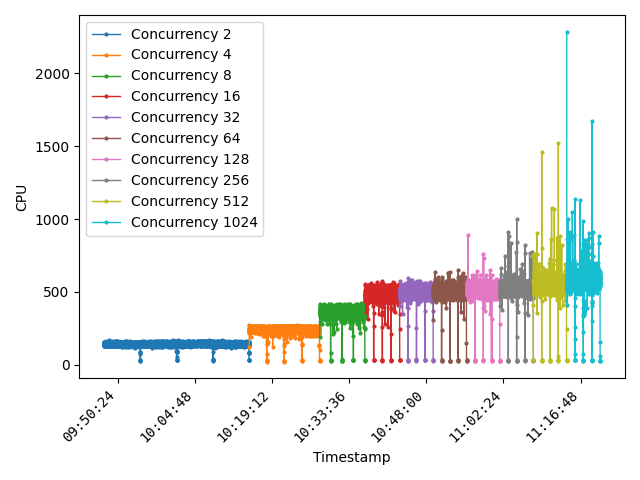 Concurrency 2
Concurrency 4
Concurrency 8
Concurrency 16
Concurrency 32
Concurrency 64
Concurrency 128
Concurrency 256
Concurrency 512
Concurrency 1024
2000
1500
1000
500
0
CPU
09:50:24
10:04:48
10:19:12
10:33:36
10:48:00
11:02:24
11:16:48
Timestamp